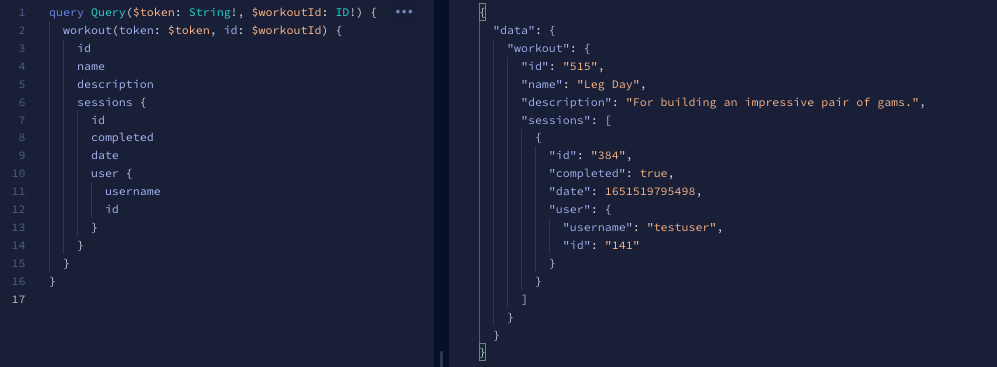 1 query Query($token: String!, $workoutId: ID!) { •••
2 workout(token: $token, id: $workoutId) {
3 id
4 name
5 description
6 sessions {
7 id
8 completed
9 date
10 user {
11 username
12 id
13 }
14 }
15 }
16 }
17
{
"data": {
"workout": {
"id": "515",
"name": "Leg Day",
"description": "For building an impressive pair of gams.",
"sessions": [
{
"id": "384",
"completed": true,
"date": 1651519795498,
"user": {
"username": "testuser",
"id": "141"
}
}
]
}
}
}